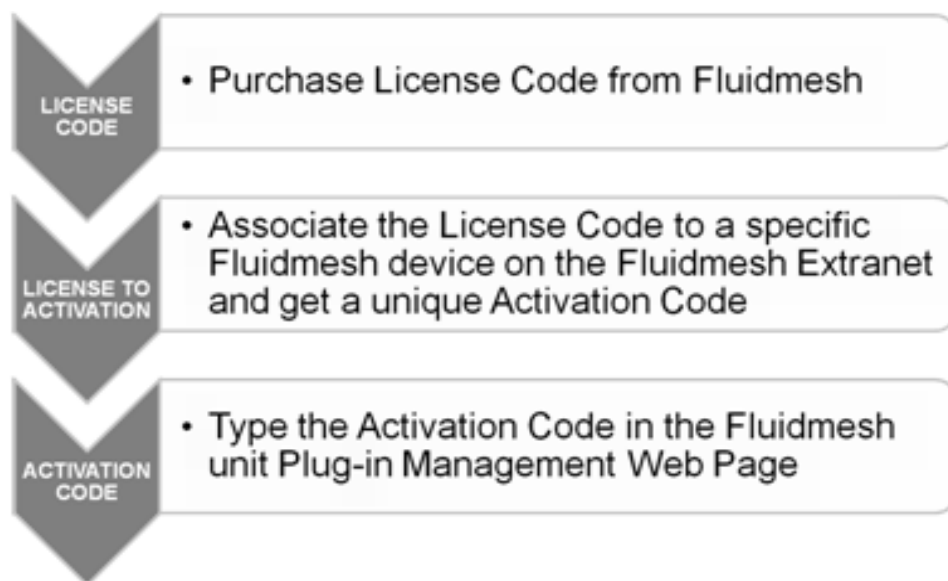 LICENSE
CODE
• Purchase License Code from Fluidmesh
LICENSE TO
ACTIVATION
• Associate the License Code to a specific
Fluidmesh device on the Fluidmesh Extranet
and get a unique Activation Code
ACTIVATION
CODE
• Type the Activation Code in the Fluidmesh
unit Plug-in Management Web Page